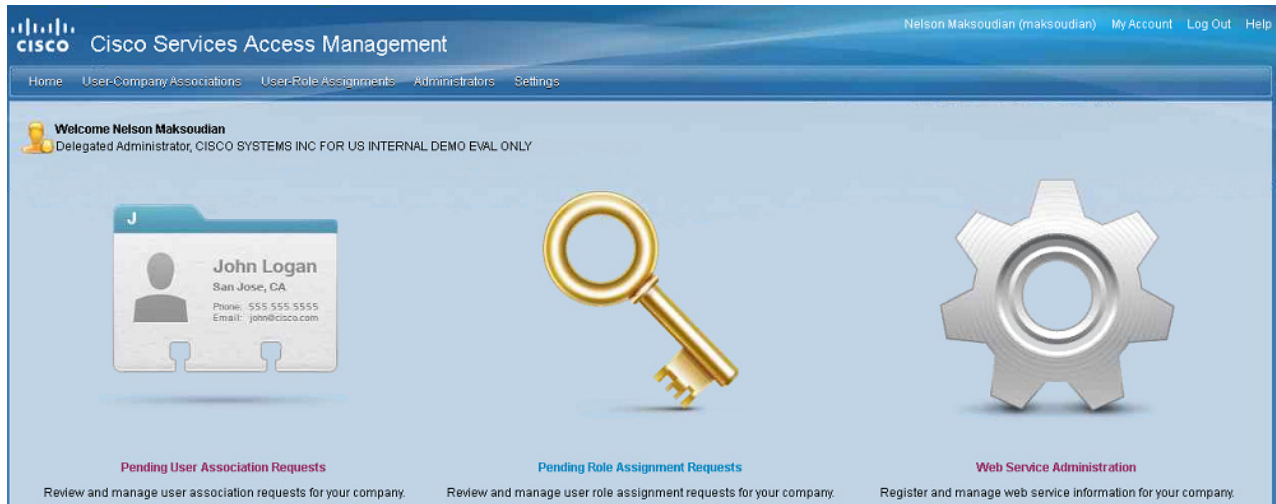 Nelson Maksoudian (maksoudian) My Account Log Out Help
CISCO Cisco Services Access Management
Home User-Company Associations User-Role Assignments Administrators Settings
Welcome Nelson Maksoudian
Delegated Administrator, CISCO SYSTEMS INC FOR US INTERNAL DEMO EVAL ONLY
J
John Logan
San Jose, CA
Phone: 555 555 5555
Email: john@cisco.com
Pending User Association Requests
Review and manage user association requests for your company.
Pending Role Assignment Requests
Review and manage user role assignment requests for your company.
Web Service Administration
Register and manage web service information for your company.